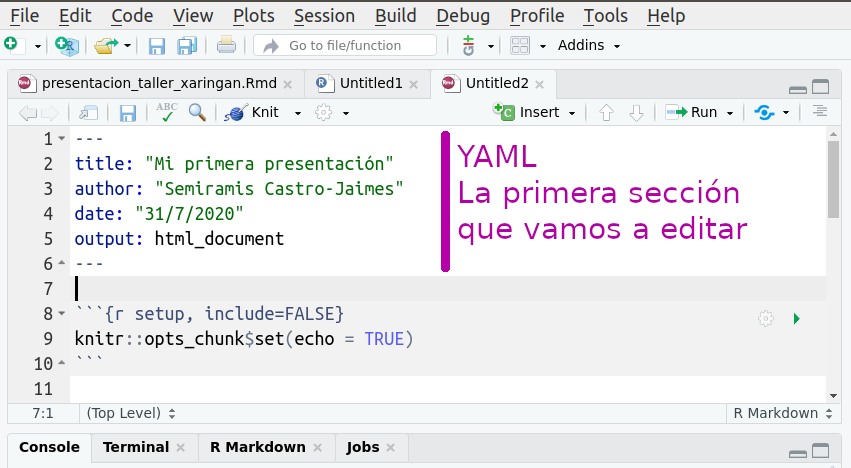 File Edit Code View Plots Session Build Debug Profile Tools Help
Go to file/function Addins
presentacion_taller_xaringan.Rmd Untitled1 Untitled2
ABC Knit Insert Run
1 ---
2 title: "Mi primera presentación"
3 author: "Semiramis Castro-Jaimes"
4 date: "31/7/2020"
5 output: html_document
6 ---
7
8 ```{r setup, include=FALSE}
9 knitr::opts_chunk$set(echo = TRUE)
10 ```
11
YAML
La primera sección
que vamos a editar
7:1 (Top Level) R Markdown
Console Terminal R Markdown Jobs